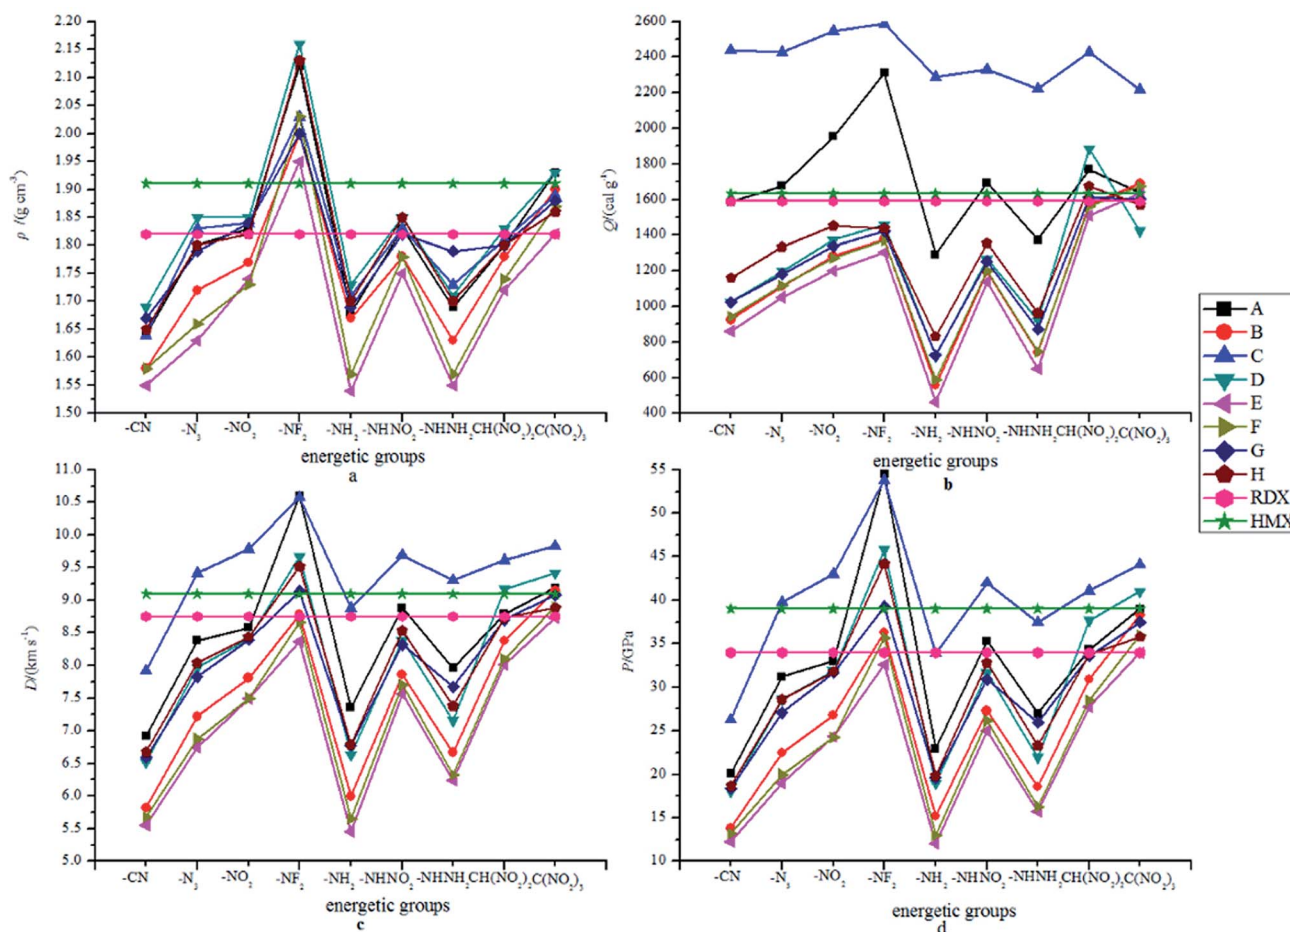 2.20
2.15
2.10
2.05
2.00
1.95
1.90
1.85
1.80
1.75
1.70
1.65
1.60
1.55
1.50
ρ /(g cm⁻³)
-CN -N₃ -NO₂ -NF₂ -NH₂ -NHNO₂ -NHNH₂ CH(NO₂)₂ C(NO₂)₃
energetic groups
a
2600
2400
2200
2000
1800
1600
1400
1200
1000
800
600
400
Q/(cal g⁻¹)
-CN -N₃ -NO₂ -NF₂ -NH₂ -NHNO₂ -NHNH₂ CH(NO₂)₂ C(NO₂)₃
energetic groups
b
A
B
C
D
E
F
G
H
RDX
HMX
11.0
10.5
10.0
9.5
9.0
8.5
8.0
7.5
7.0
6.5
6.0
5.5
5.0
D/(km s⁻¹)
-CN -N₃ -NO₂ -NF₂ -NH₂ -NHNO₂ -NHNH₂ CH(NO₂)₂ C(NO₂)₃
energetic groups
c
55
50
45
40
35
30
25
20
15
10
P/GPa
-CN -N₃ -NO₂ -NF₂ -NH₂ -NHNO₂ -NHNH₂ CH(NO₂)₂ C(NO₂)₃
energetic groups
d